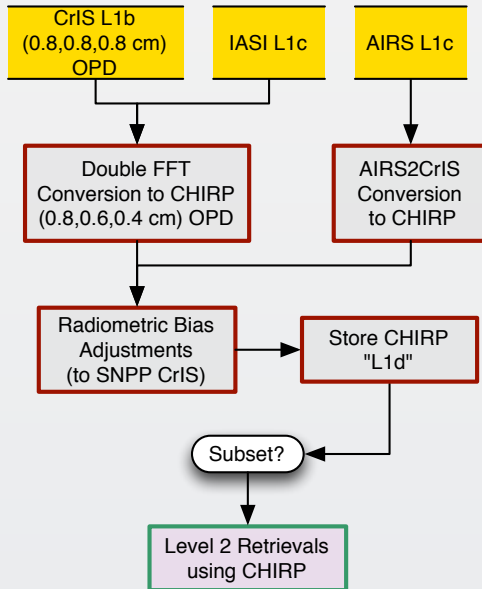 CrIS L1b
(0.8,0.8,0.8 cm)
OPD
IASI L1c
AIRS L1c
Double FFT
Conversion to CHIRP
(0.8,0.6,0.4 cm) OPD
AIRS2CrIS
Conversion
to CHIRP
Radiometric Bias
Adjustments
(to SNPP CrIS)
Store CHIRP
"L1d"
Subset?
Level 2 Retrievals
using CHIRP